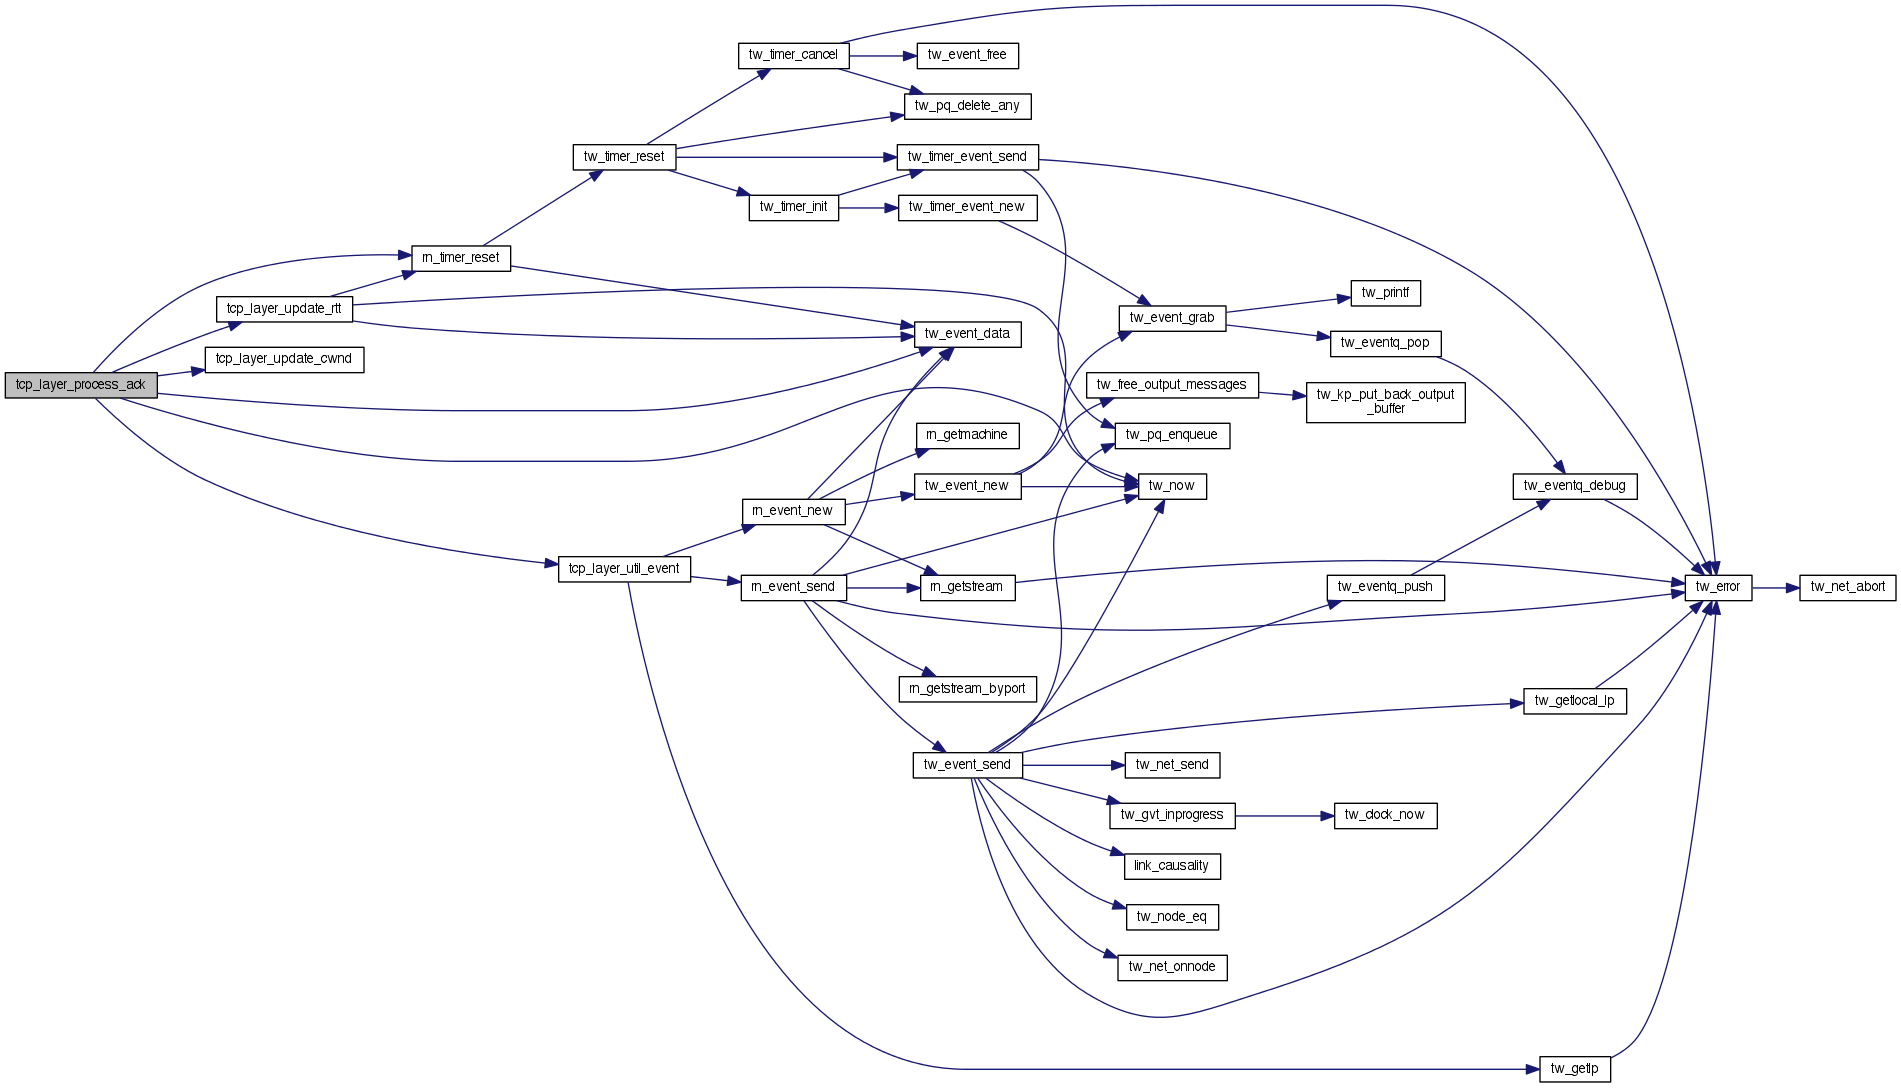 tw_timer_cancel
tw_event_free
tw_pq_delete_any
tw_timer_reset
tw_timer_event_send
tw_timer_init
tw_timer_event_new
rn_timer_reset
tw_printf
tcp_layer_update_rtt
tw_event_grab
tw_event_data
tw_eventq_pop
tcp_layer_update_cwnd
tcp_layer_process_ack
tw_free_output_messages
tw_kp_put_back_output
_buffer
rn_getmachine
tw_pq_enqueue
tw_event_new
tw_now
tw_eventq_debug
rn_event_new
tcp_layer_util_event
rn_event_send
rn_getstream
tw_eventq_push
tw_error
tw_net_abort
rn_getstream_byport
tw_getlocal_lp
tw_event_send
tw_net_send
tw_gvt_inprogress
tw_clock_now
link_causality
tw_node_eq
tw_net_onnode
tw_getlp